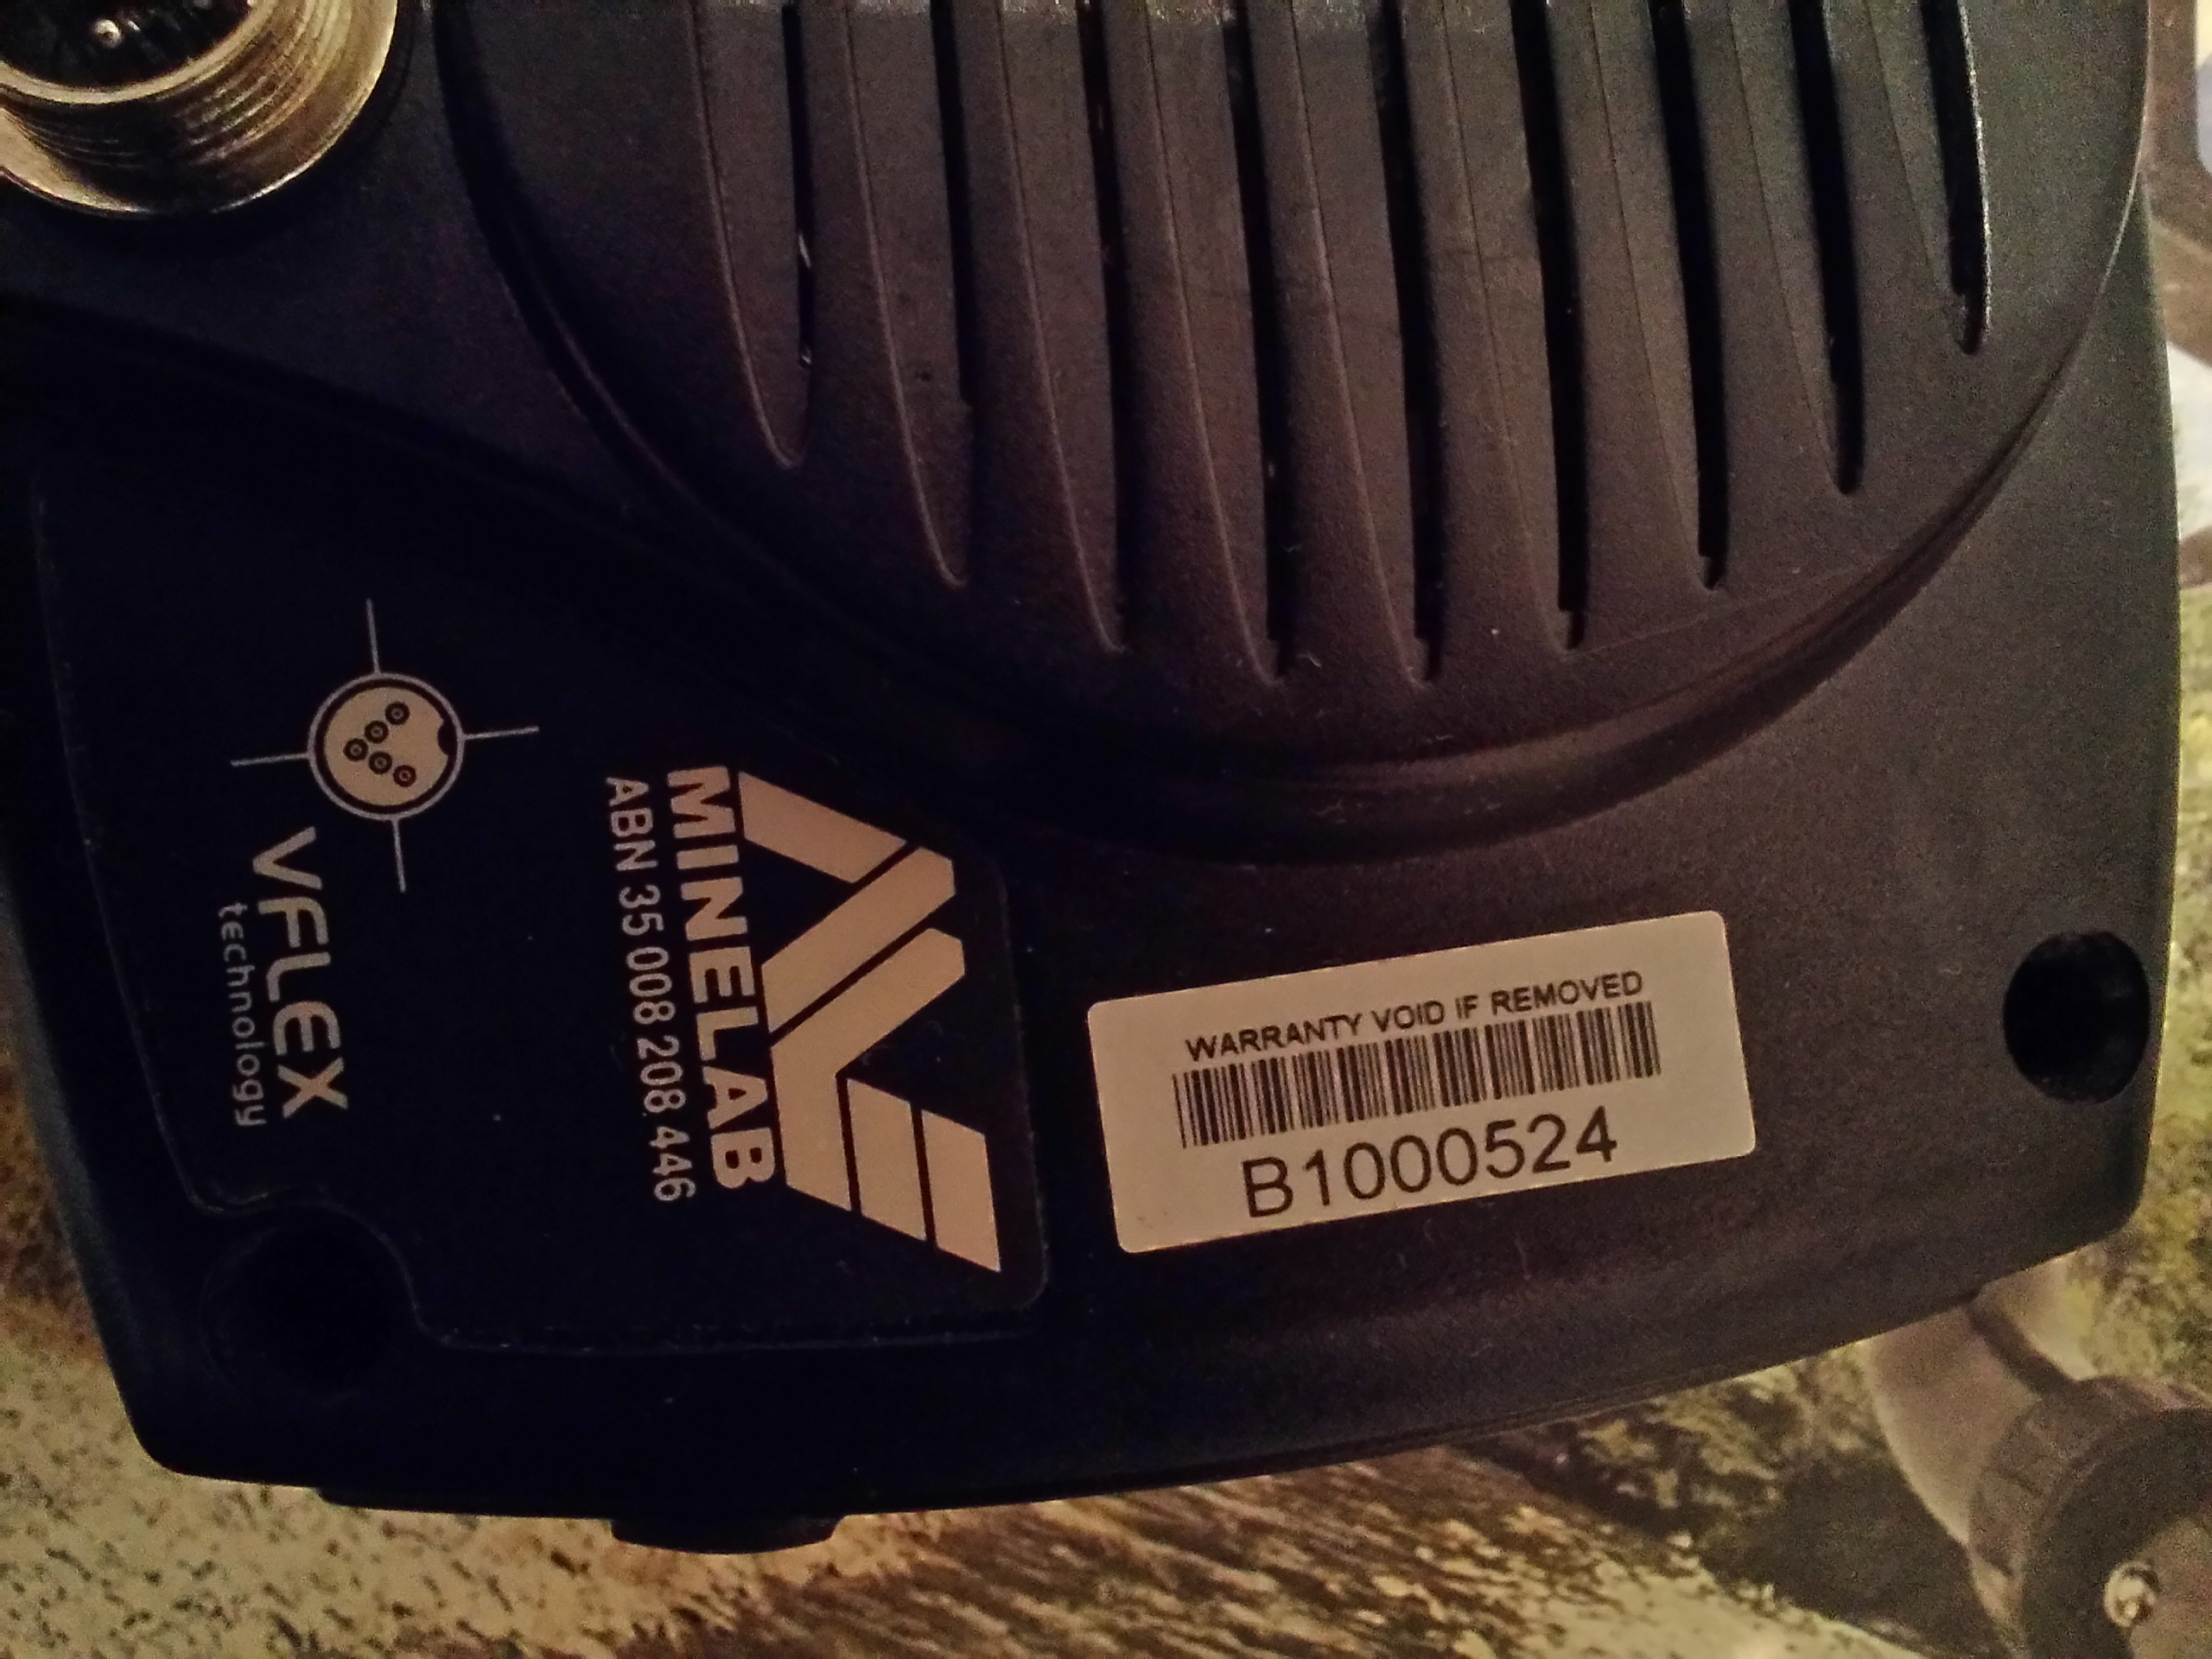 VFLEX
technology
MINELAB
ABN 35 008 208 446
WARRANTY VOID IF REMOVED
B1000524